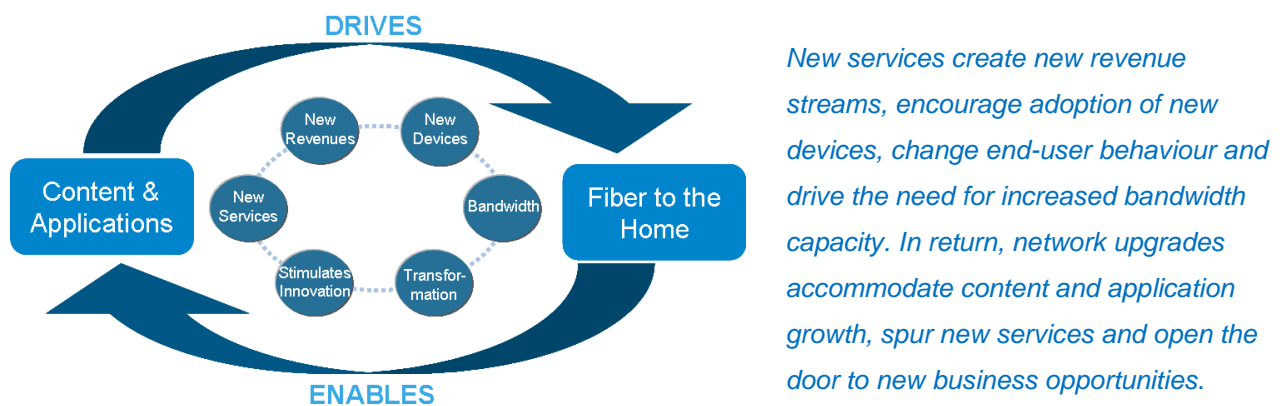 DRIVES
New
Revenues
New
Devices
Content &
Applications
New
Services
Bandwidth
Fiber to the
Home
Stimulates
Innovation
Transfor-
mation
ENABLES
New services create new revenue
streams, encourage adoption of new
devices, change end-user behaviour and
drive the need for increased bandwidth
capacity. In return, network upgrades
accommodate content and application
growth, spur new services and open the
door to new business opportunities.